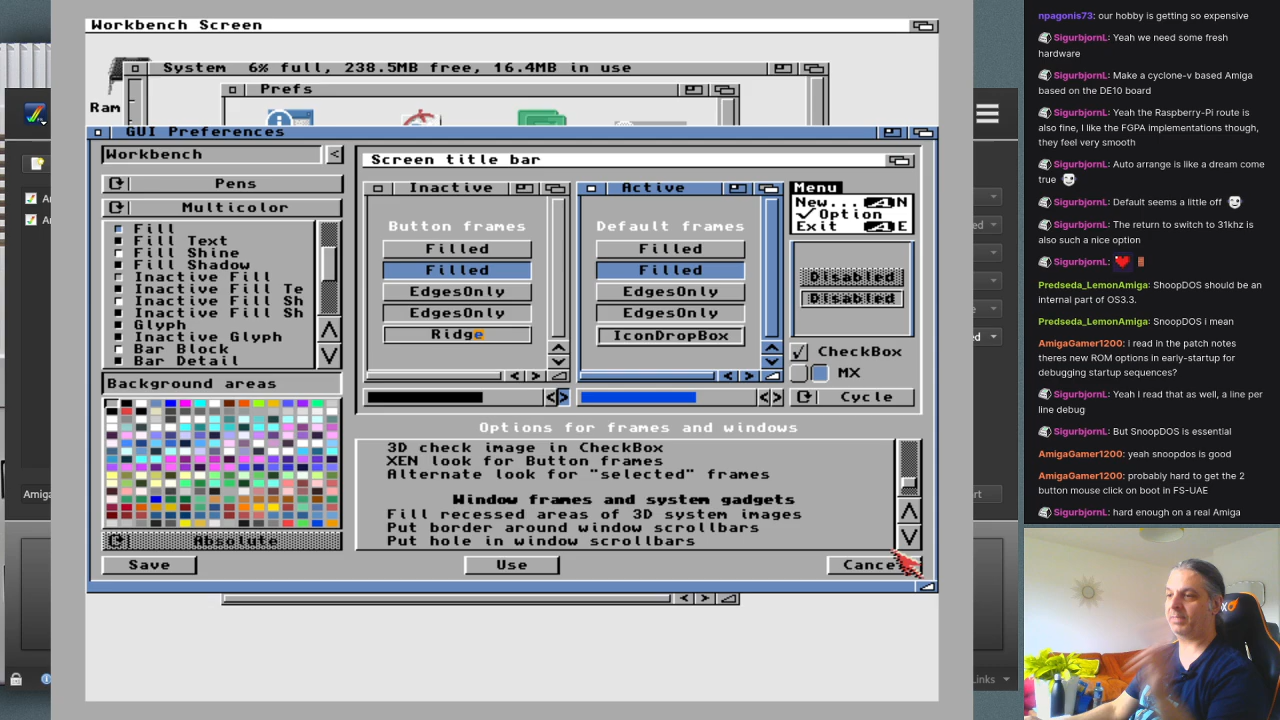 Workbench Screen
System 6% full, 238.5MB free, 16.4MB in use
Prefs
Ram
GUI Preferences
Workbench
<
Pens
Multicolor
Fill
Fill Text
Fill Shine
Fill Shadow
Inactive Fill
Inactive Fill Te
Inactive Fill Sh
Inactive Fill Sh
Glyph
Inactive Glyph
Bar Block
Bar Detail
Background areas
Absolute
Save
Use
Cance
Screen title bar
Inactive
Button frames
Filled
Filled
EdgesOnly
EdgesOnly
Ridge
Active
Default frames
Filled
Filled
EdgesOnly
EdgesOnly
IconDropBox
Menu
New... A N
Option
Exit A E
Disabled
Disabled
CheckBox
MX
Cycle
Options for frames and windows
3D check image in CheckBox
XEN look for Button frames
Alternate look for "selected" frames
Window frames and system gadgets
Fill recessed areas of 3D system images
Put border around window scrollbars
Put hole in window scrollbars
Amiga
Links
npagonis73: our hobby is getting so expensive
SigurbjornL: Yeah we need some fresh
hardware
SigurbjornL: Make a cyclone-v based Amiga
based on the DE10 board
SigurbjornL: Yeah the Raspberry-Pi route is
also fine, I like the FGPA implementations though,
they feel very smooth
SigurbjornL: Auto arrange is like a dream come
true
SigurbjornL: Default seems a little off
SigurbjornL: The return to switch to 31khz is
also such a nice option
SigurbjornL:
Predseda_LemonAmiga: ShoopDOS should be an
internal part of OS3.3.
Predseda_LemonAmiga: SnoopDOS i mean
AmigaGamer1200: i read in the patch notes
theres new ROM options in early-startup for
debugging startup sequences?
SigurbjornL: Yeah I read that as well, a line per
line debug
SigurbjornL: But SnoopDOS is essential
AmigaGamer1200: yeah snoopdos is good
AmigaGamer1200: probably hard to get the 2
button mouse click on boot in FS-UAE
SigurbjornL: hard enough on a real Amiga